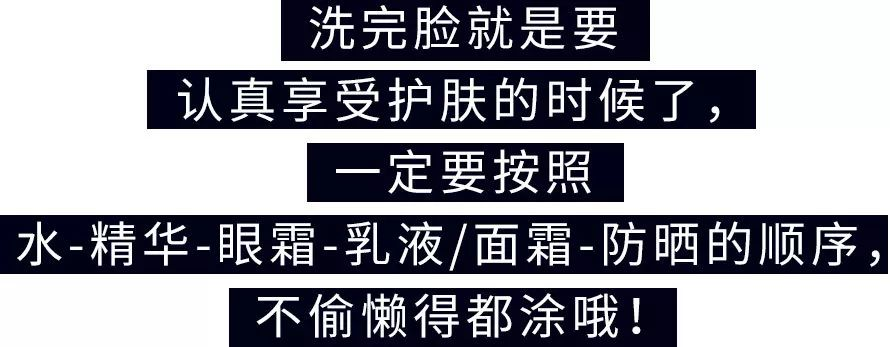 洗完脸就是要
认真享受护肤的时候了，
一定要按照
水-精华-眼霜-乳液/面霜-防晒的顺序，
不偷懒得都涂哦！